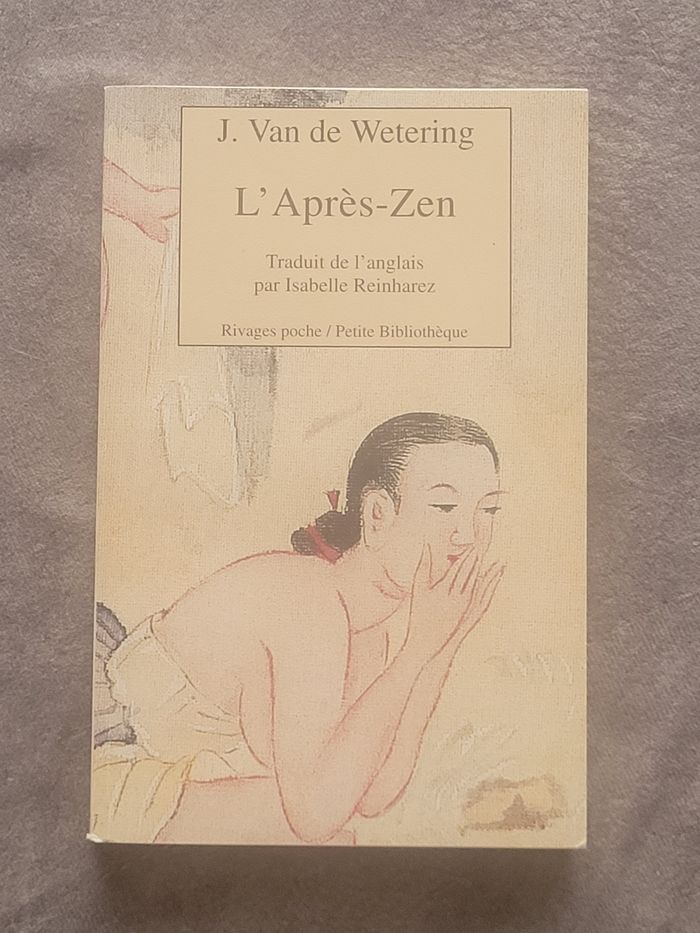 J. Van de Wetering
L'Après-Zen
Traduit de l'anglais
par Isabelle Reinharez
Rivages poche / Petite Bibliothèque